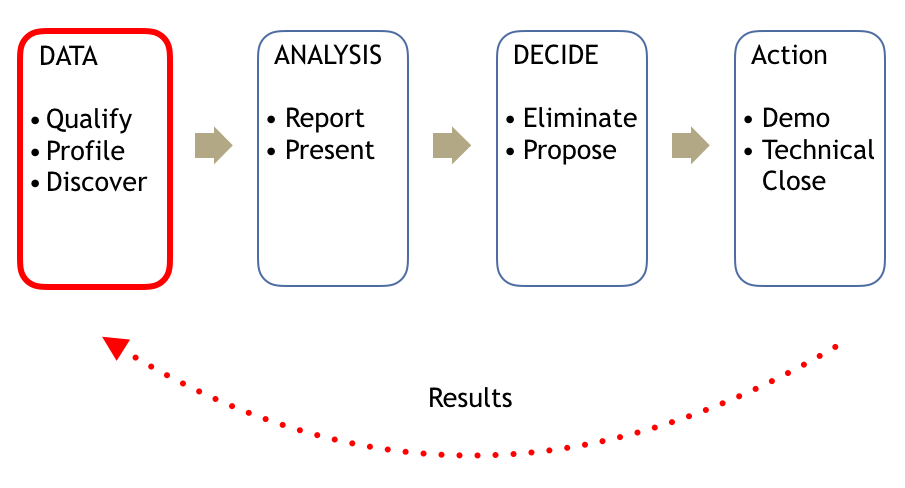 DATA
• Qualify
• Profile
• Discover
ANALYSIS
• Report
• Present
DECIDE
• Eliminate
• Propose
Action
• Demo
• Technical
Close
Results